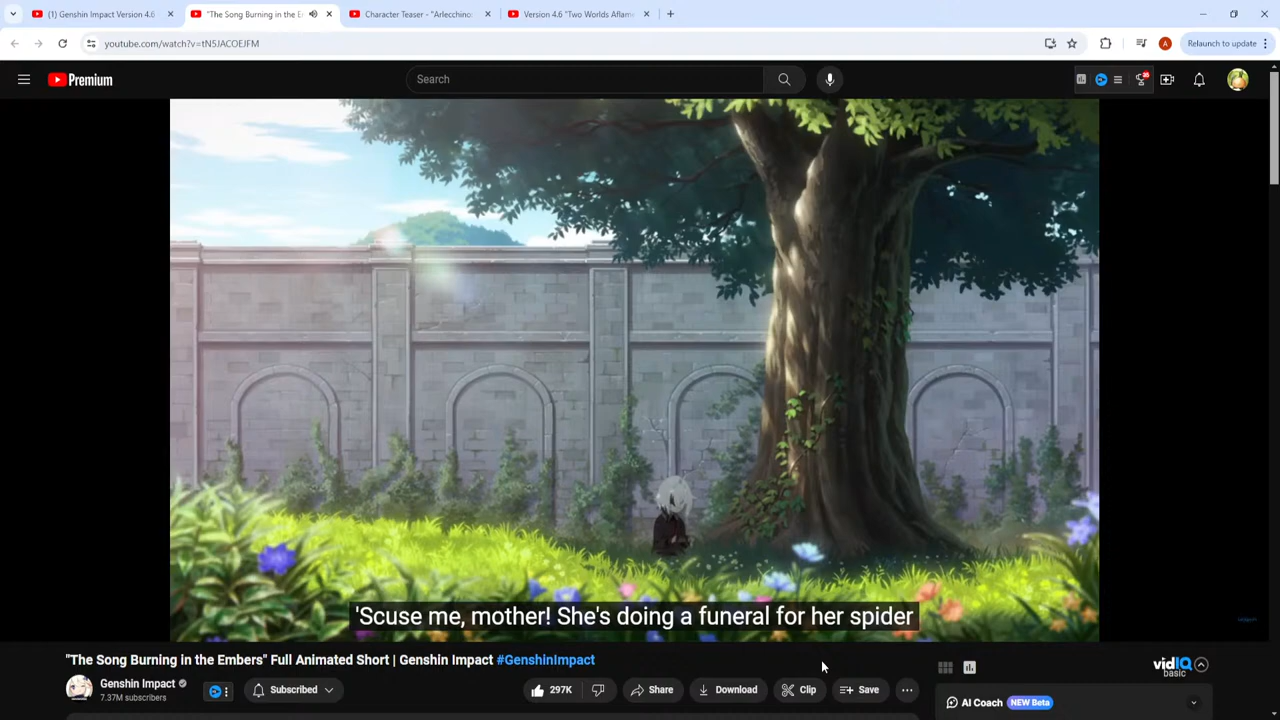 (1) Genshin Impact Version 4.6
"The Song Burning in the E
Character Teaser - "Arlecchino:
Version 4.6 "Two Worlds Aflam
Relaunch to update
youtube.com/watch?v=tN5JACOEJFM
Premium
Search
A
'Scuse me, mother! She's doing a funeral for her spider
"The Song Burning in the Embers" Full Animated Short | Genshin Impact #GenshinImpact
Genshin Impact
7.37M subscribers
Subscribed
297K
Share
Download
Clip
Save
vidIQ
basic
AI Coach NEW Beta